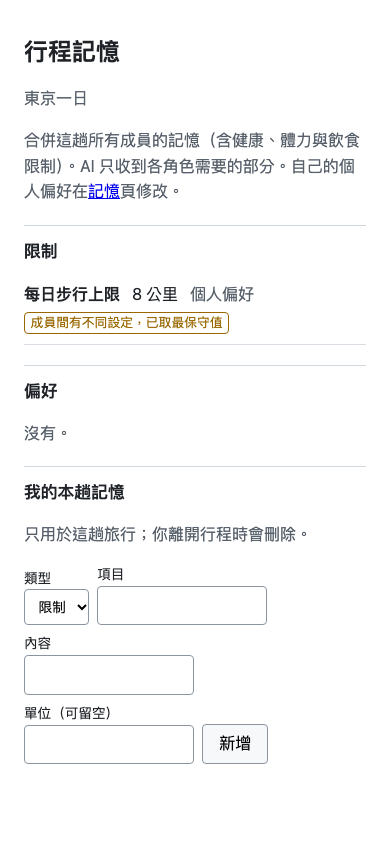 行程記憶
東京一日
合併這趟所有成員的記憶（含健康、體力與飲食
限制）。AI 只收到各角色需要的部分。自己的個
人偏好在記憶頁修改。
限制
每日步行上限 8 公里 個人偏好
成員間有不同設定，已取最保守值
偏好
沒有。
我的本趟記憶
只用於這趟旅行；你離開行程時會刪除。
類型 項目
限制
內容
單位（可留空）
新增